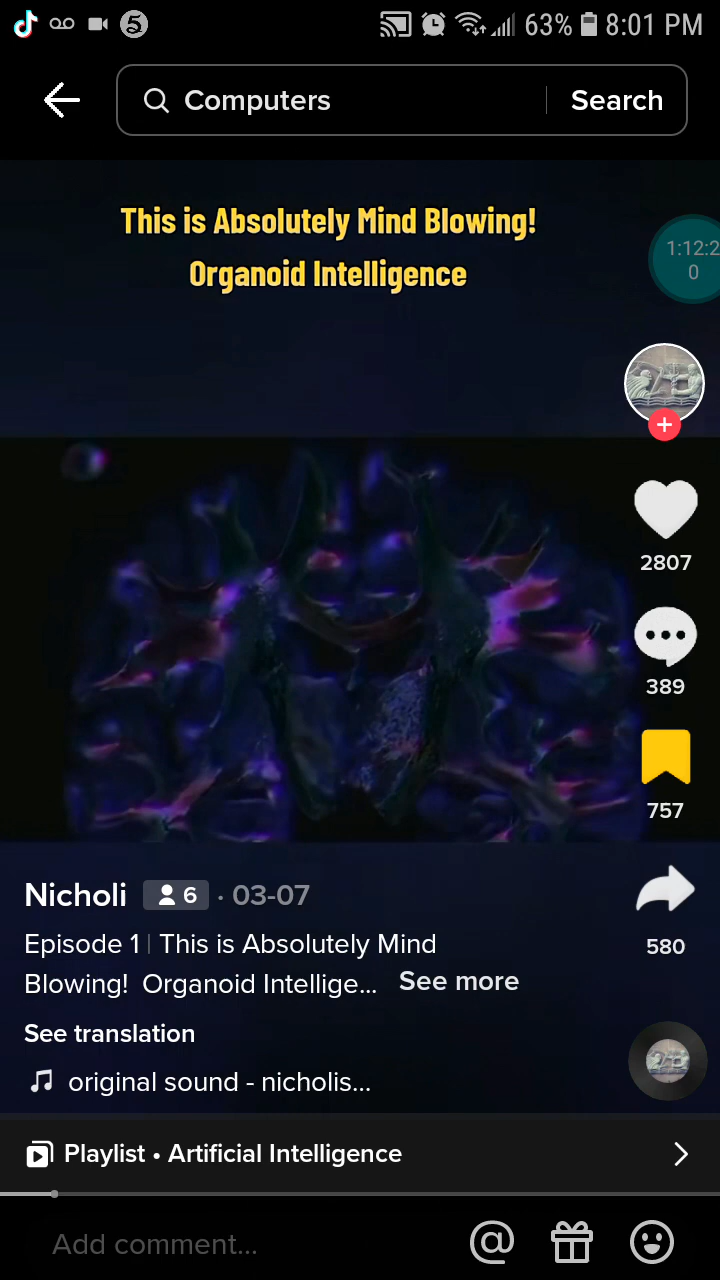 63% 8:01 PM
Computers Search
This is Absolutely Mind Blowing!
Organoid Intelligence
1:12:2
0
2807
389
757
Nicholi 6 · 03-07
580
Episode 1 | This is Absolutely Mind
Blowing! Organoid Intellige... See more
See translation
original sound - nicholis...
Playlist • Artificial Intelligence
Add comment...